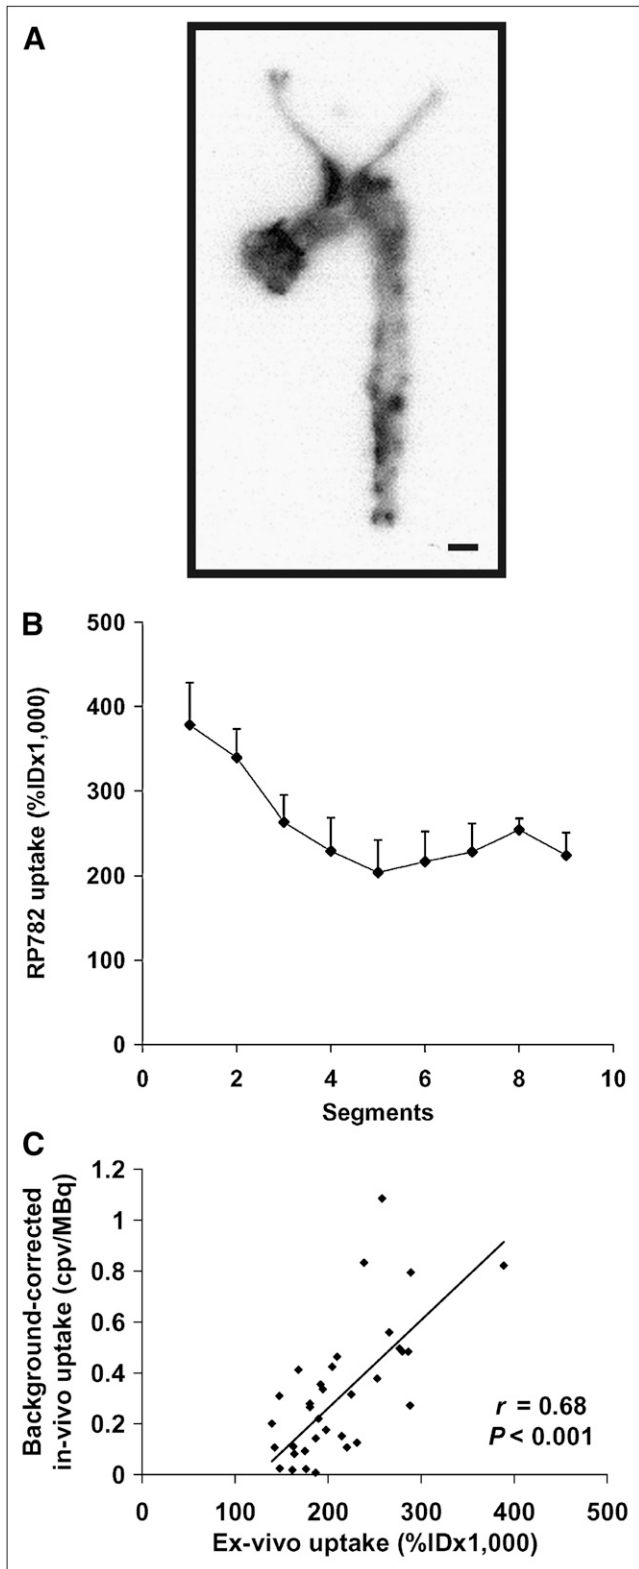 A
B
RP782 uptake (%IDx1,000)
500
400
300
200
100
0
0 2 4 6 8 10
Segments
C
Background-corrected
in-vivo uptake (cpv/MBq)
1.2
1
0.8
0.6
0.4
0.2
0
r = 0.68
P < 0.001
0 100 200 300 400 500
Ex-vivo uptake (%IDx1,000)